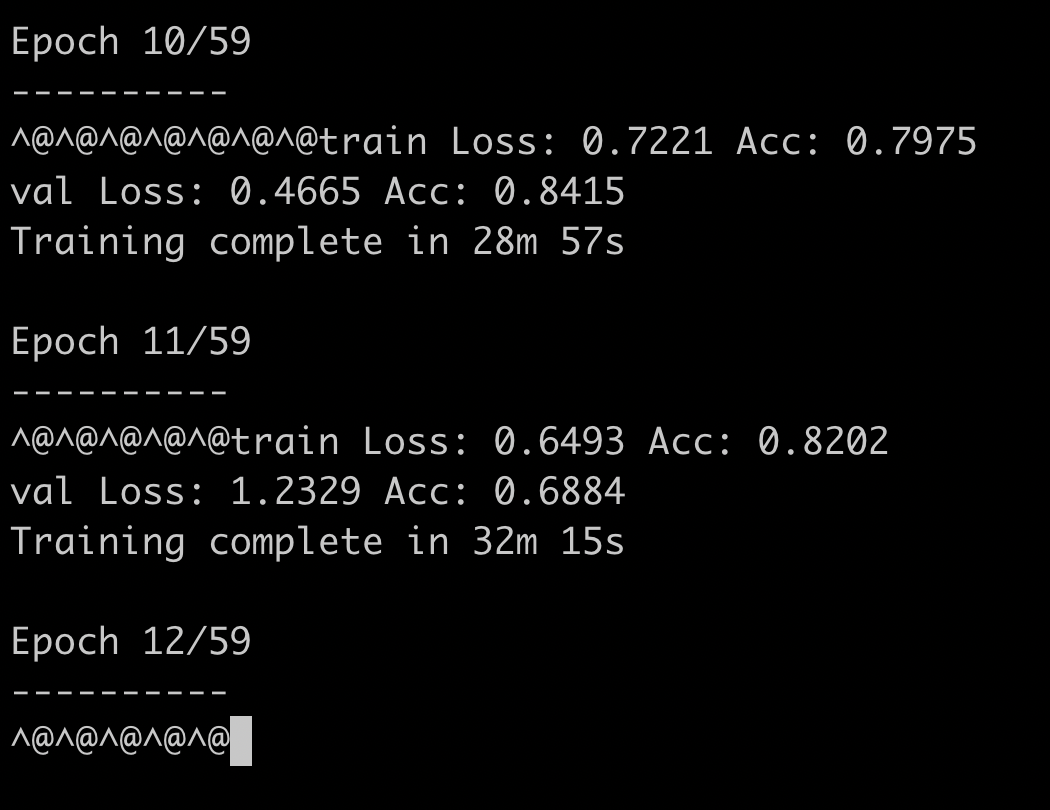 Epoch 10/59
----------
^@^@^@^@^@^@^@train Loss: 0.7221 Acc: 0.7975
val Loss: 0.4665 Acc: 0.8415
Training complete in 28m 57s
Epoch 11/59
----------
^@^@^@^@^@train Loss: 0.6493 Acc: 0.8202
val Loss: 1.2329 Acc: 0.6884
Training complete in 32m 15s
Epoch 12/59
----------
^@^@^@^@^@